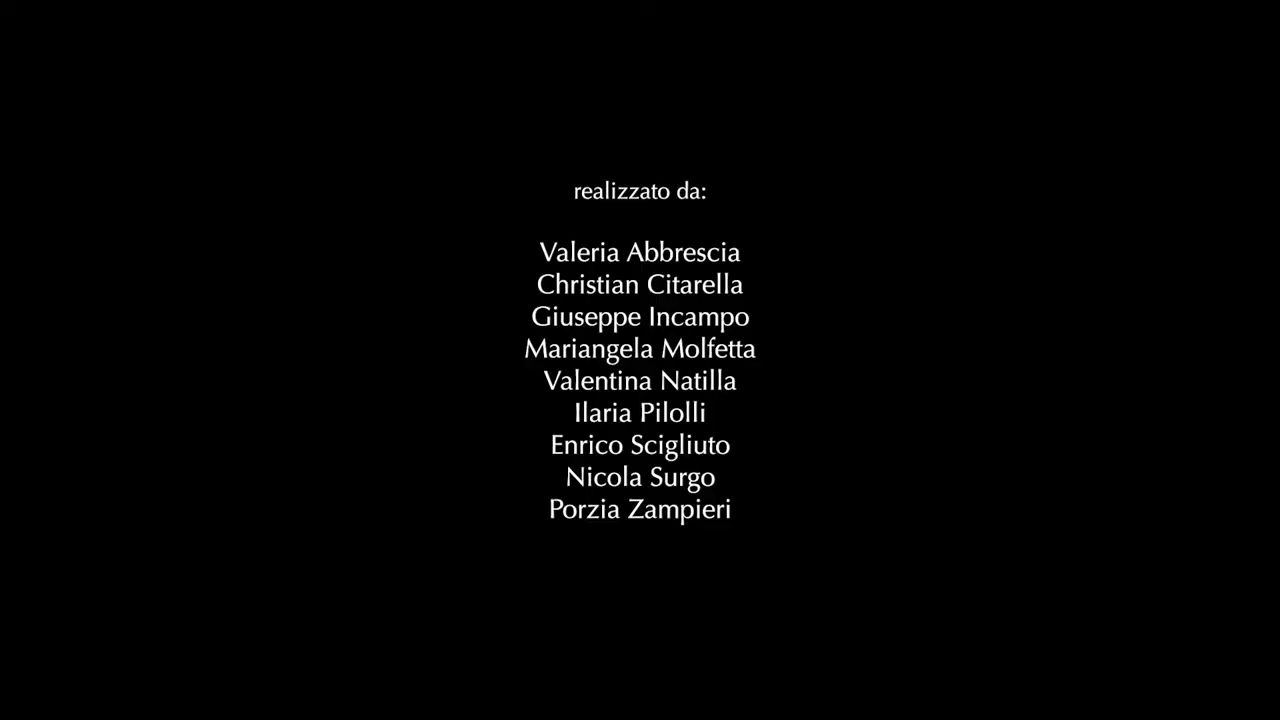 realizzato da:
Valeria Abbrescia
Christian Citarella
Giuseppe Incampo
Mariangela Molfetta
Valentina Natilla
Ilaria Pilolli
Enrico Scigliuto
Nicola Surgo
Porzia Zampieri